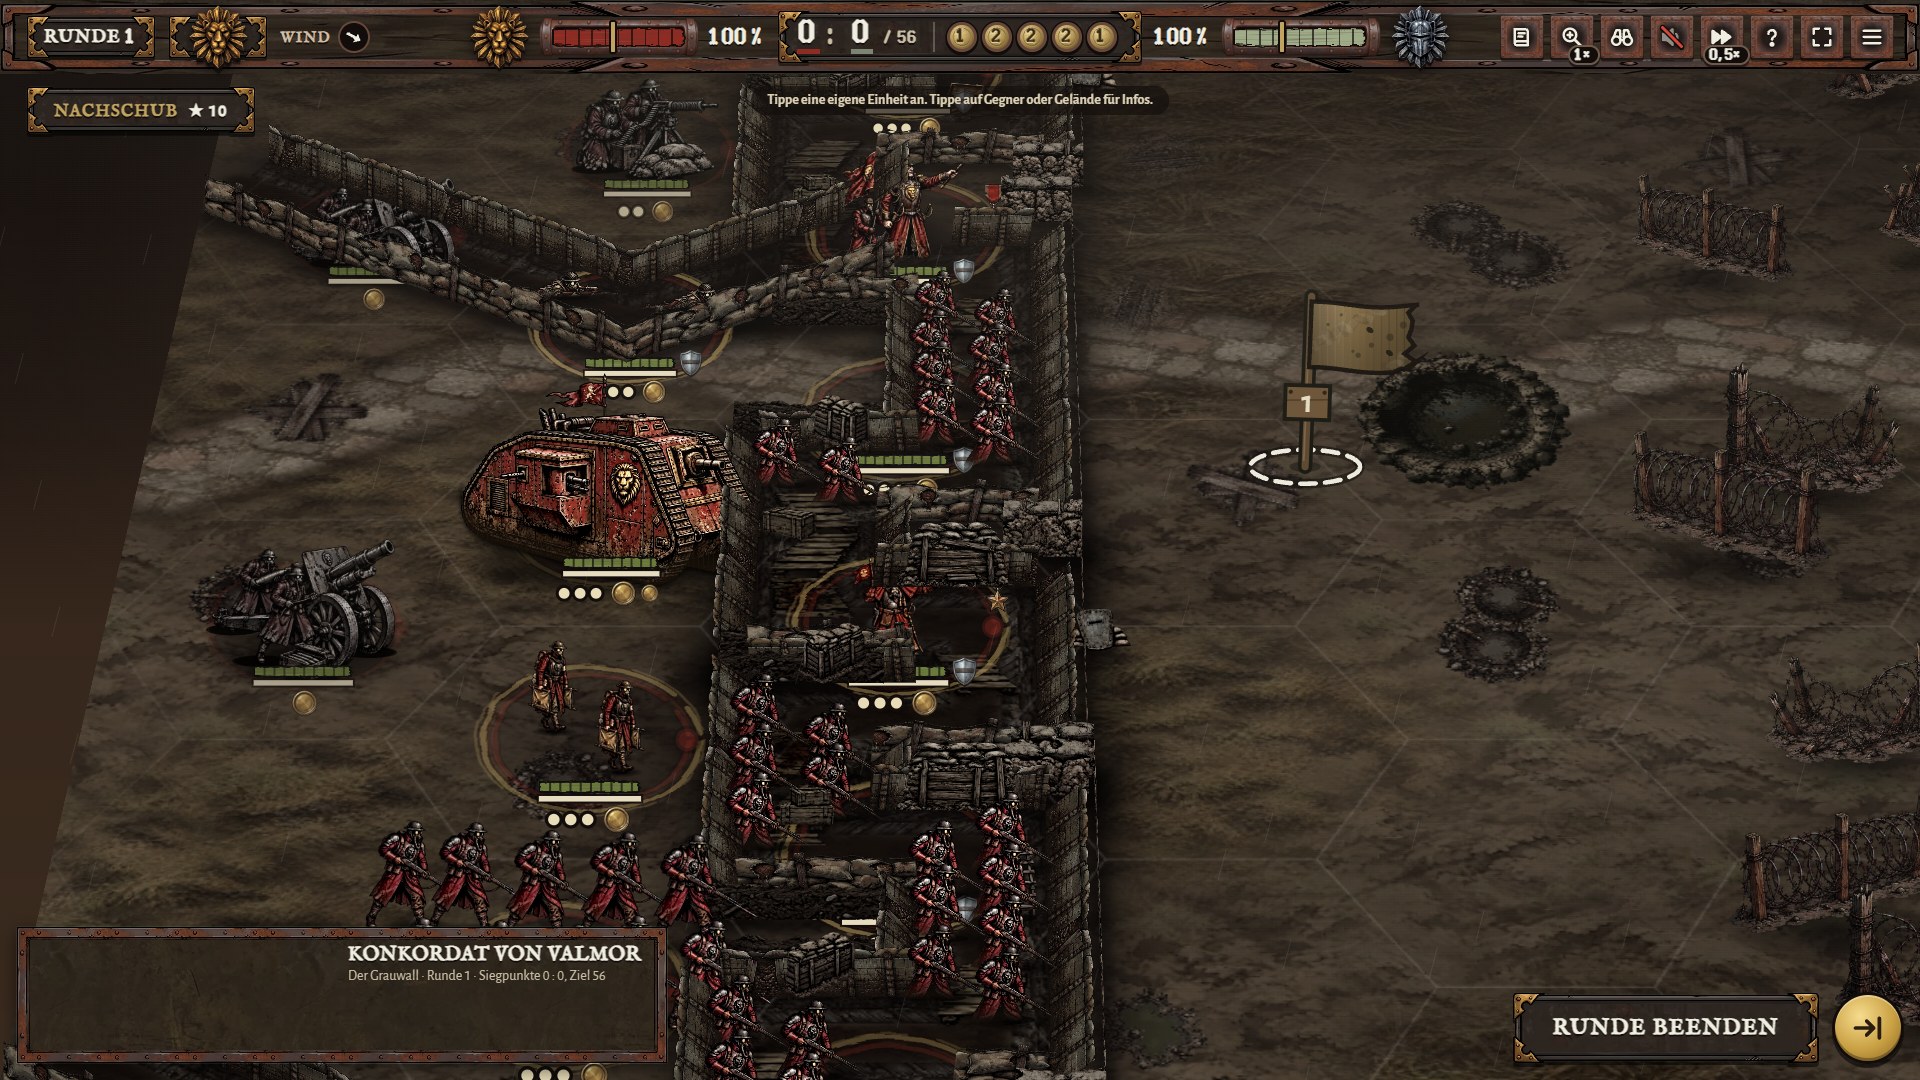 RUNDE 1
WIND
100 %
0 : 0 / 56
1 2 2 2 1
100 %
1×
0,5×
?
NACHSCHUB ★ 10
Tippe eine eigene Einheit an. Tippe auf Gegner oder Gelände für Infos.
1
KONKORDAT VON VALMOR
Der Grauwall · Runde 1 · Siegpunkte 0 : 0, Ziel 56
RUNDE BEENDEN